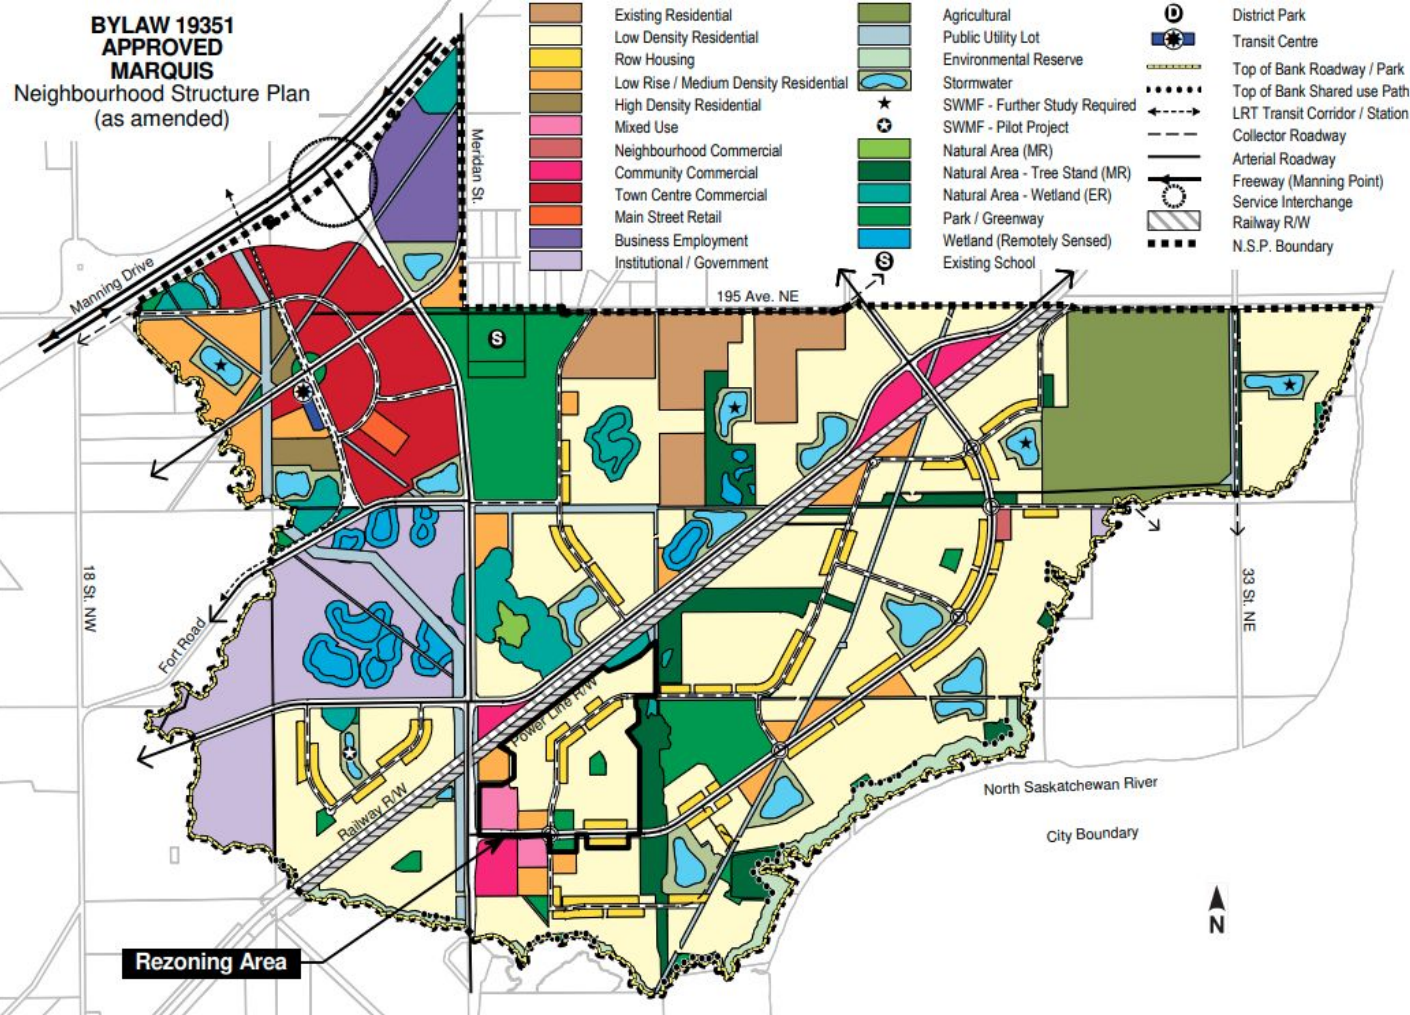 BYLAW 19351
APPROVED
MARQUIS
Neighbourhood Structure Plan
(as amended)
Existing Residential
Low Density Residential
Row Housing
Low Rise / Medium Density Residential
High Density Residential
Mixed Use
Neighbourhood Commercial
Community Commercial
Town Centre Commercial
Main Street Retail
Business Employment
Institutional / Government
Agricultural
Public Utility Lot
Environmental Reserve
Stormwater
SWMF - Further Study Required
SWMF - Pilot Project
Natural Area (MR)
Natural Area - Tree Stand (MR)
Natural Area - Wetland (ER)
Park / Greenway
Wetland (Remotely Sensed)
S
Existing School
D
District Park
Transit Centre
Top of Bank Roadway / Park
Top of Bank Shared use Path
LRT Transit Corridor / Station
Collector Roadway
Arterial Roadway
Freeway (Manning Point)
Service Interchange
Railway R/W
N.S.P. Boundary
Meridian St.
Manning Drive
195 Ave. NE
S
18 St. NW
33 St. NE
Fort Road
Power Line R/W
Railway R/W
North Saskatchewan River
City Boundary
N
Rezoning Area